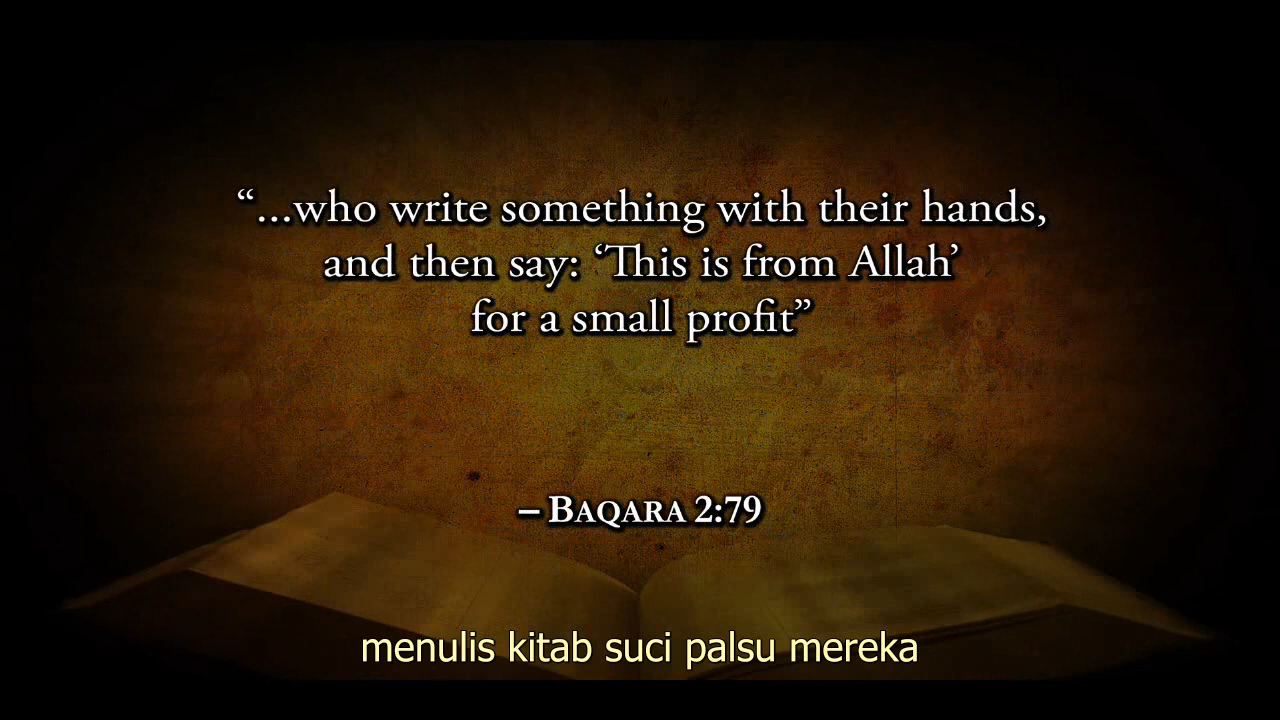 “...who write something with their hands,
and then say: ‘This is from Allah’
for a small profit”
– BAQARA 2:79
menulis kitab suci palsu mereka